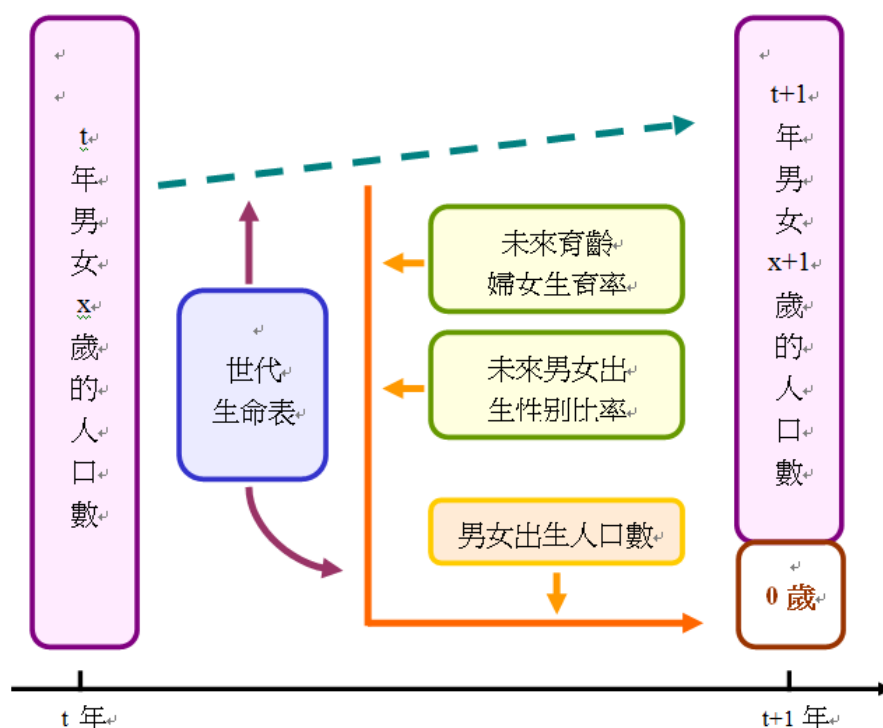 t
年
男
女
x
歲
的
人
口
數
世代
生命表
未來育齡
婦女生育率
未來男女出
生性別比率
男女出生人口數
t+1
年
男
女
x+1
歲
的
人
口
數
0 歲
t 年
t+1 年